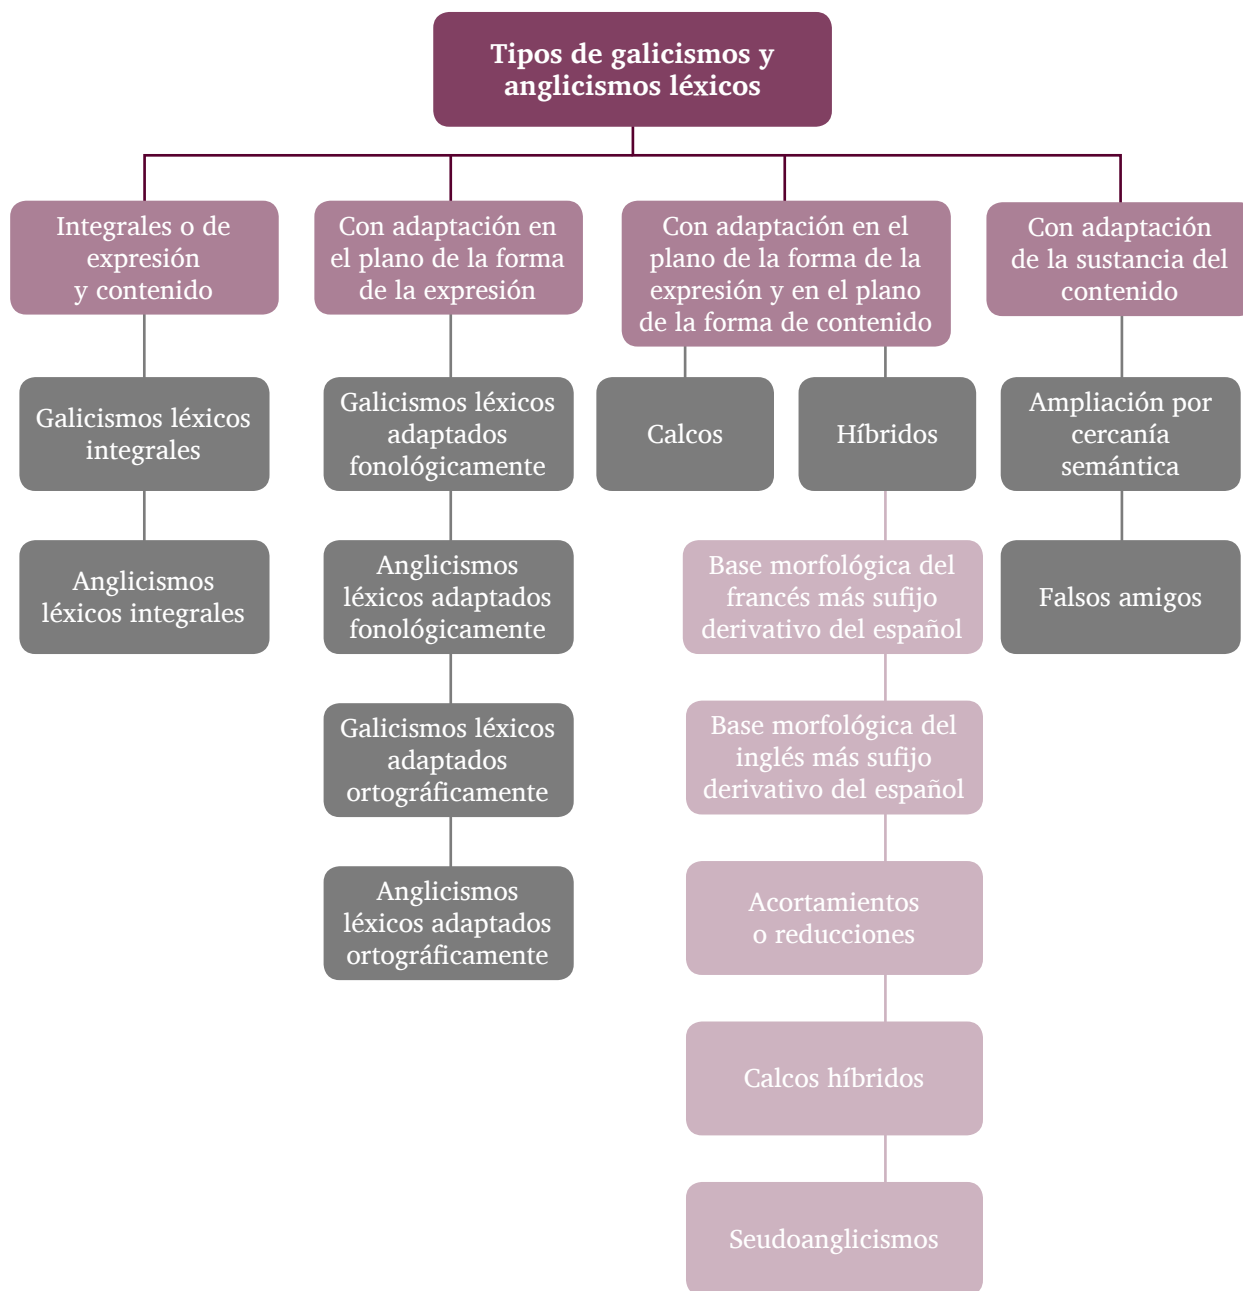 Tipos de galicismos y
anglicismos léxicos
Integrales o de
expresión
y contenido
Con adaptación en
el plano de la forma
de la expresión
Con adaptación en el
plano de la forma de la
expresión y en el plano
de la forma de contenido
Con adaptación
de la sustancia del
contenido
Galicismos léxicos
integrales
Galicismos léxicos
adaptados
fonológicamente
Calcos
Híbridos
Ampliación por
cercanía
semántica
Anglicismos
léxicos integrales
Anglicismos
léxicos adaptados
fonológicamente
Base morfológica del
francés más sufijo
derivativo del español
Falsos amigos
Galicismos léxicos
adaptados
ortográficamente
Base morfológica del
inglés más sufijo
derivativo del español
Anglicismos
léxicos adaptados
ortográficamente
Acortamientos
o reducciones
Calcos híbridos
Seudoanglicismos